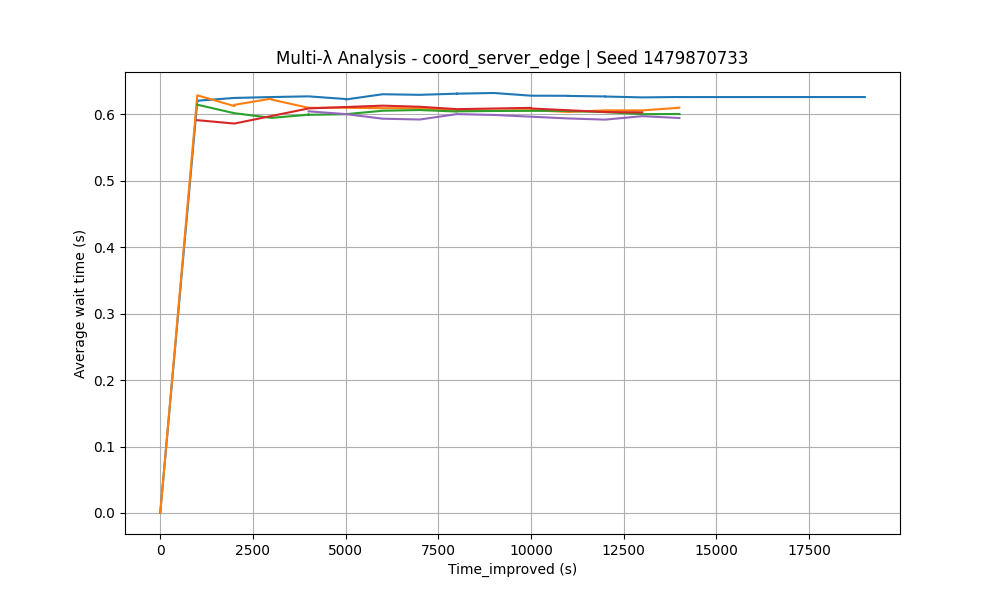 Multi-λ Analysis - coord_server_edge | Seed 1479870733
Average wait time (s)
0.6
0.5
0.4
0.3
0.2
0.1
0.0
0 2500 5000 7500 10000 12500 15000 17500
Time_improved (s)